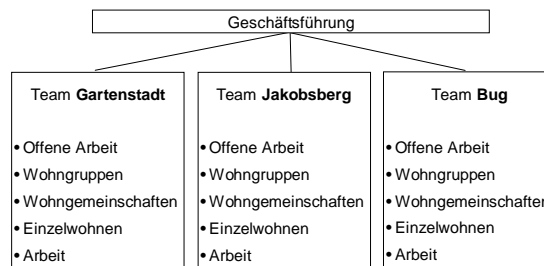 Geschäftsführung
Team Gartenstadt
• Offene Arbeit
• Wohngruppen
• Wohngemeinschaften
• Einzelwohnen
• Arbeit
Team Jakobsberg
• Offene Arbeit
• Wohngruppen
• Wohngemeinschaften
• Einzelwohnen
• Arbeit
Team Bug
• Offene Arbeit
• Wohngruppen
• Wohngemeinschaften
• Einzelwohnen
• Arbeit